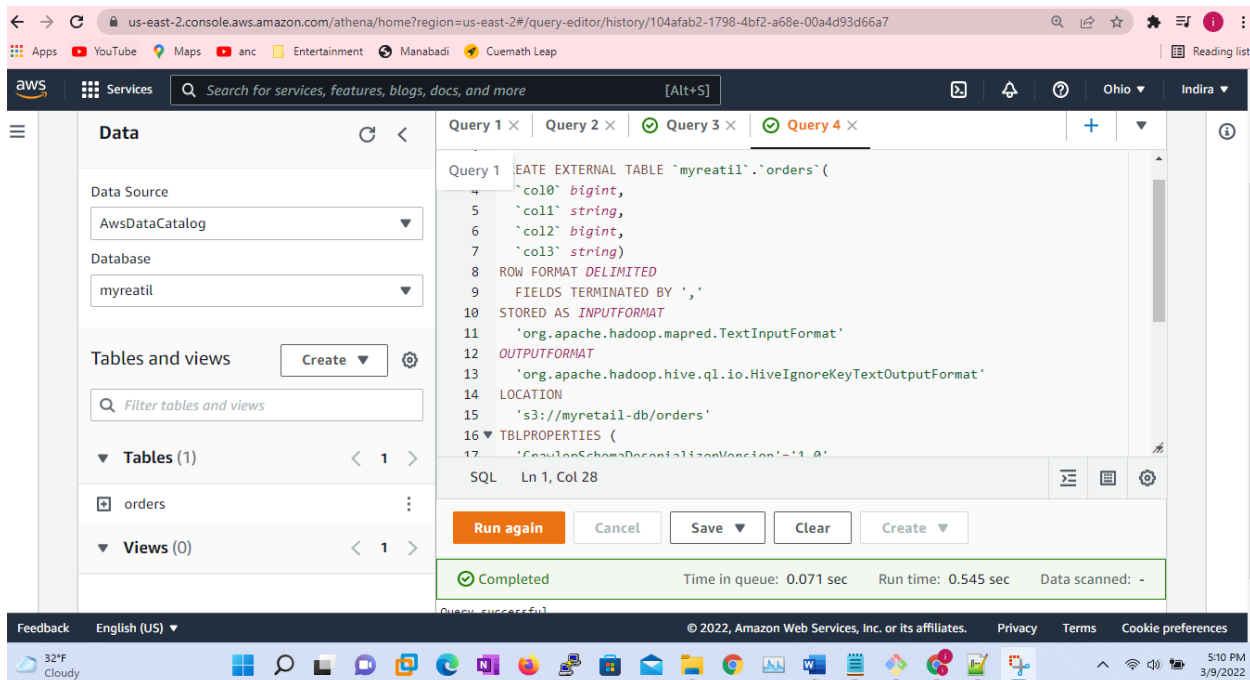 us-east-2.console.aws.amazon.com/athena/home?region=us-east-2#/query-editor/history/104afab2-1798-4bf2-a68e-00a4d93d66a7
Apps YouTube Maps anc Entertainment Manabadi Cuemath Leap Reading list
aws Services Search for services, features, blogs, docs, and more [Alt+S] Ohio ▼ Indira ▼
Data
Query 1 Query 2 Query 3 Query 4
Query 1
EATE EXTERNAL TABLE `myreatil`.`orders`(
4 `col0` bigint,
5 `col1` string,
6 `col2` bigint,
7 `col3` string)
8 ROW FORMAT DELIMITED
9 FIELDS TERMINATED BY ','
10 STORED AS INPUTFORMAT
11 'org.apache.hadoop.mapred.TextInputFormat'
12 OUTPUTFORMAT
13 'org.apache.hadoop.hive.ql.io.HiveIgnoreKeyTextOutputFormat'
14 LOCATION
15 's3://myretail-db/orders'
16 TBLPROPERTIES (
17 'CrawlerSchemaDeserializerVersion'='1.0'
Data Source
AwsDataCatalog
Database
myreatil
Tables and views Create
Filter tables and views
Tables (1) < 1 >
orders
Views (0) < 1 >
SQL Ln 1, Col 28
Run again Cancel Save Clear Create
Completed Time in queue: 0.071 sec Run time: 0.545 sec Data scanned: -
Query successful
Feedback English (US) ▼ © 2022, Amazon Web Services, Inc. or its affiliates. Privacy Terms Cookie preferences
32°F
Cloudy
5:10 PM
3/9/2022